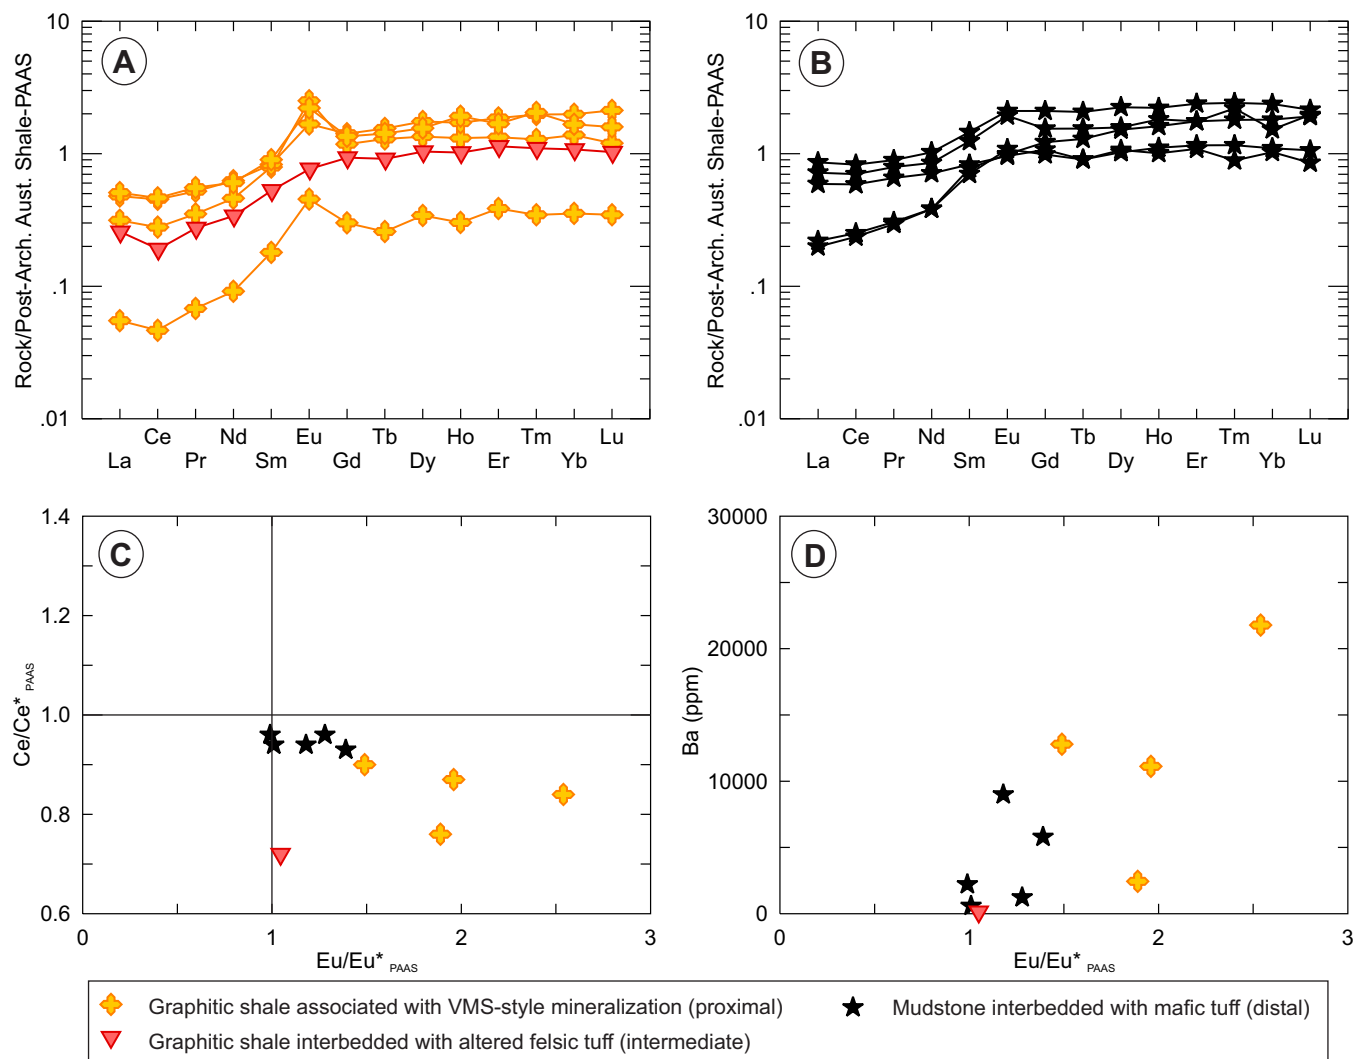 A
10
1
.1
.01
Rock/Post-Arch. Aust. Shale-PAAS
Ce Nd Eu Tb Ho Tm Lu
La Pr Sm Gd Dy Er Yb
B
10
1
.1
.01
Rock/Post-Arch. Aust. Shale-PAAS
Ce Nd Eu Tb Ho Tm Lu
La Pr Sm Gd Dy Er Yb
C
1.4
1.2
1.0
0.8
0.6
Ce/Ce* PAAS
0 1 2 3
Eu/Eu* PAAS
D
30000
20000
10000
0
Ba (ppm)
0 1 2 3
Eu/Eu* PAAS
Graphitic shale associated with VMS-style mineralization (proximal)
Mudstone interbedded with mafic tuff (distal)
Graphitic shale interbedded with altered felsic tuff (intermediate)